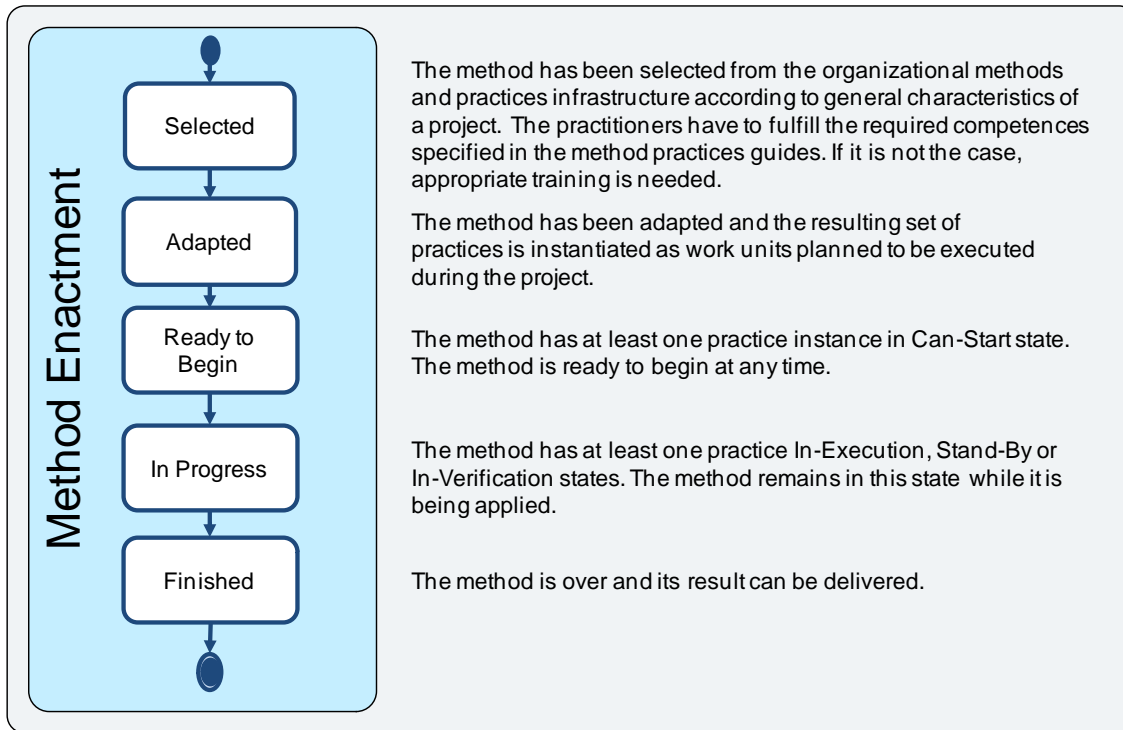 Method Enactment
Selected
The method has been selected from the organizational methods
and practices infrastructure according to general characteristics of
a project. The practitioners have to fulfill the required competences
specified in the method practices guides. If it is not the case,
appropriate training is needed.
Adapted
The method has been adapted and the resulting set of
practices is instantiated as work units planned to be executed
during the project.
Ready to
Begin
The method has at least one practice instance in Can-Start state.
The method is ready to begin at any time.
In Progress
The method has at least one practice In-Execution, Stand-By or
In-Verification states. The method remains in this state while it is
being applied.
Finished
The method is over and its result can be delivered.